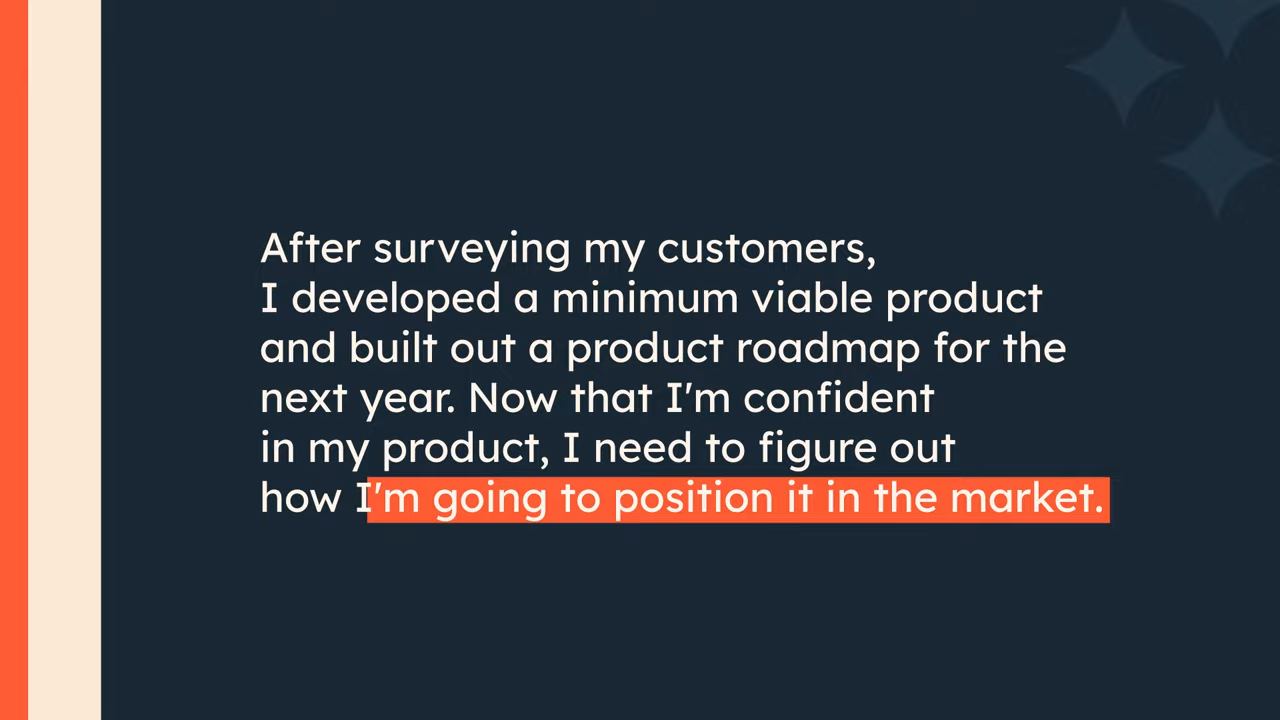 After surveying my customers,
I developed a minimum viable product
and built out a product roadmap for the
next year. Now that I'm confident
in my product, I need to figure out
how I'm going to position it in the market.